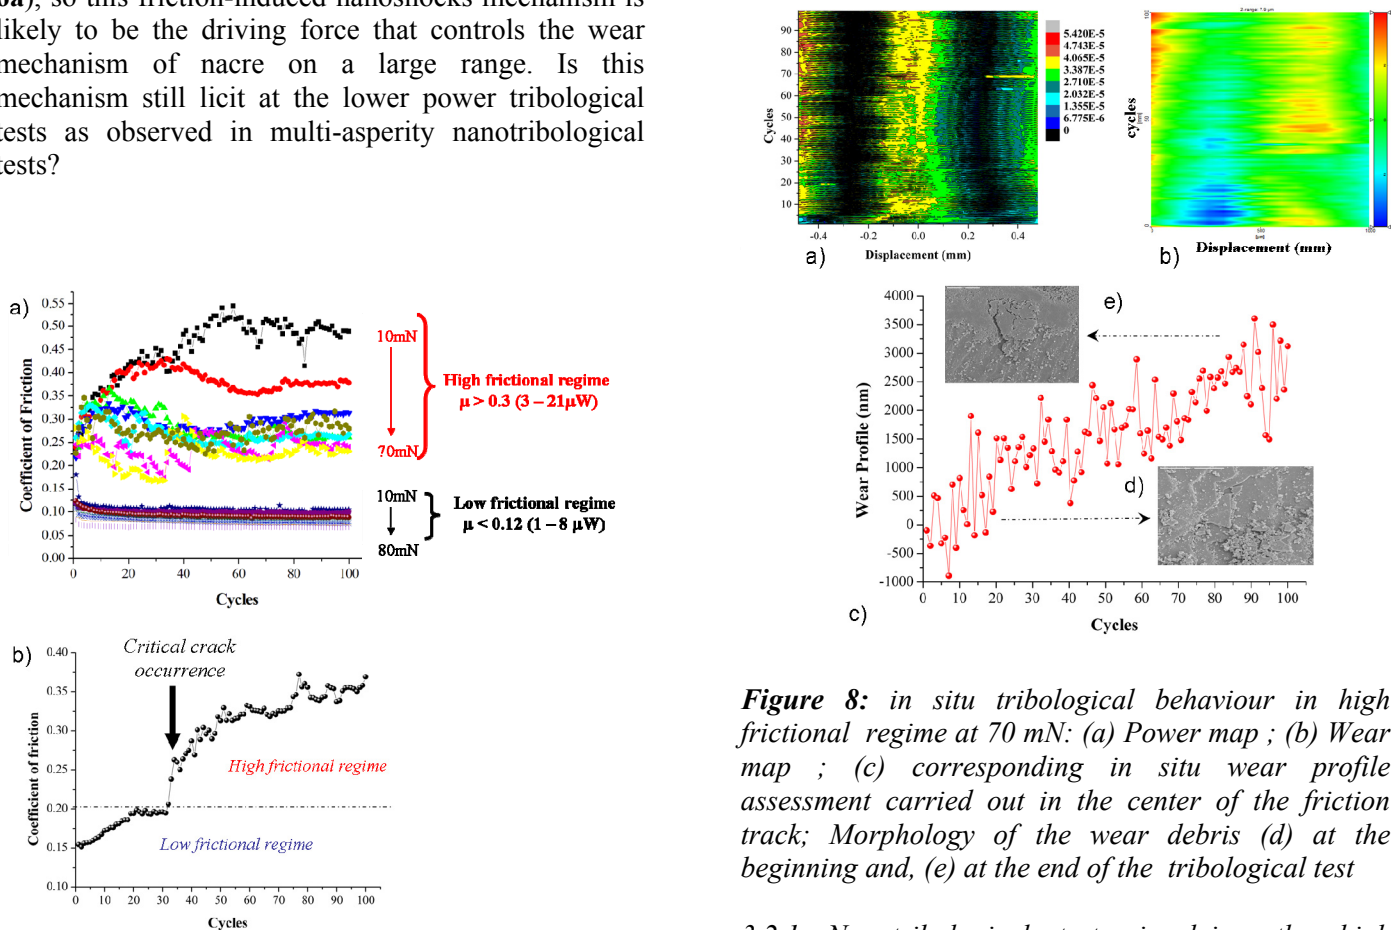 6a), so this friction-induced nanoshocks mechanism is
likely to be the driving force that controls the wear
mechanism of nacre on a large range. Is this
mechanism still licit at the lower power tribological
tests as observed in multi-asperity nanotribological
tests?
a)
Coefficient of Friction
0.55
0.50
0.45
0.40
0.35
0.30
0.25
0.20
0.15
0.10
0.05
0.00
0 20 40 60 80 100
Cycles
10mN
70mN
High frictional regime
μ > 0.3 (3 – 21μW)
10mN
80mN
Low frictional regime
μ < 0.12 (1 – 8 μW)
b)
Critical crack
occurrence
Coefficient of friction
0.40
0.35
0.30
0.25
0.20
0.15
0.10
High frictional regime
Low frictional regime
0 10 20 30 40 50 60 70 80 90 100
Cycles
Cycles
90
80
70
60
50
40
30
20
10
-0.4 -0.2 0.0 0.2 0.4
a) Displacement (mm)
5.420E-5
4.743E-5
4.065E-5
3.387E-5
2.710E-5
2.032E-5
1.355E-5
6.775E-6
0
cycles
b) Displacement (mm)
Wear Profile (nm)
4000
3500
3000
2500
2000
1500
1000
500
0
-500
-1000
e)
d)
0 10 20 30 40 50 60 70 80 90 100
c) Cycles
Figure 8: in situ tribological behaviour in high
frictional regime at 70 mN: (a) Power map ; (b) Wear
map ; (c) corresponding in situ wear profile
assessment carried out in the center of the friction
track; Morphology of the wear debris (d) at the
beginning and, (e) at the end of the tribological test